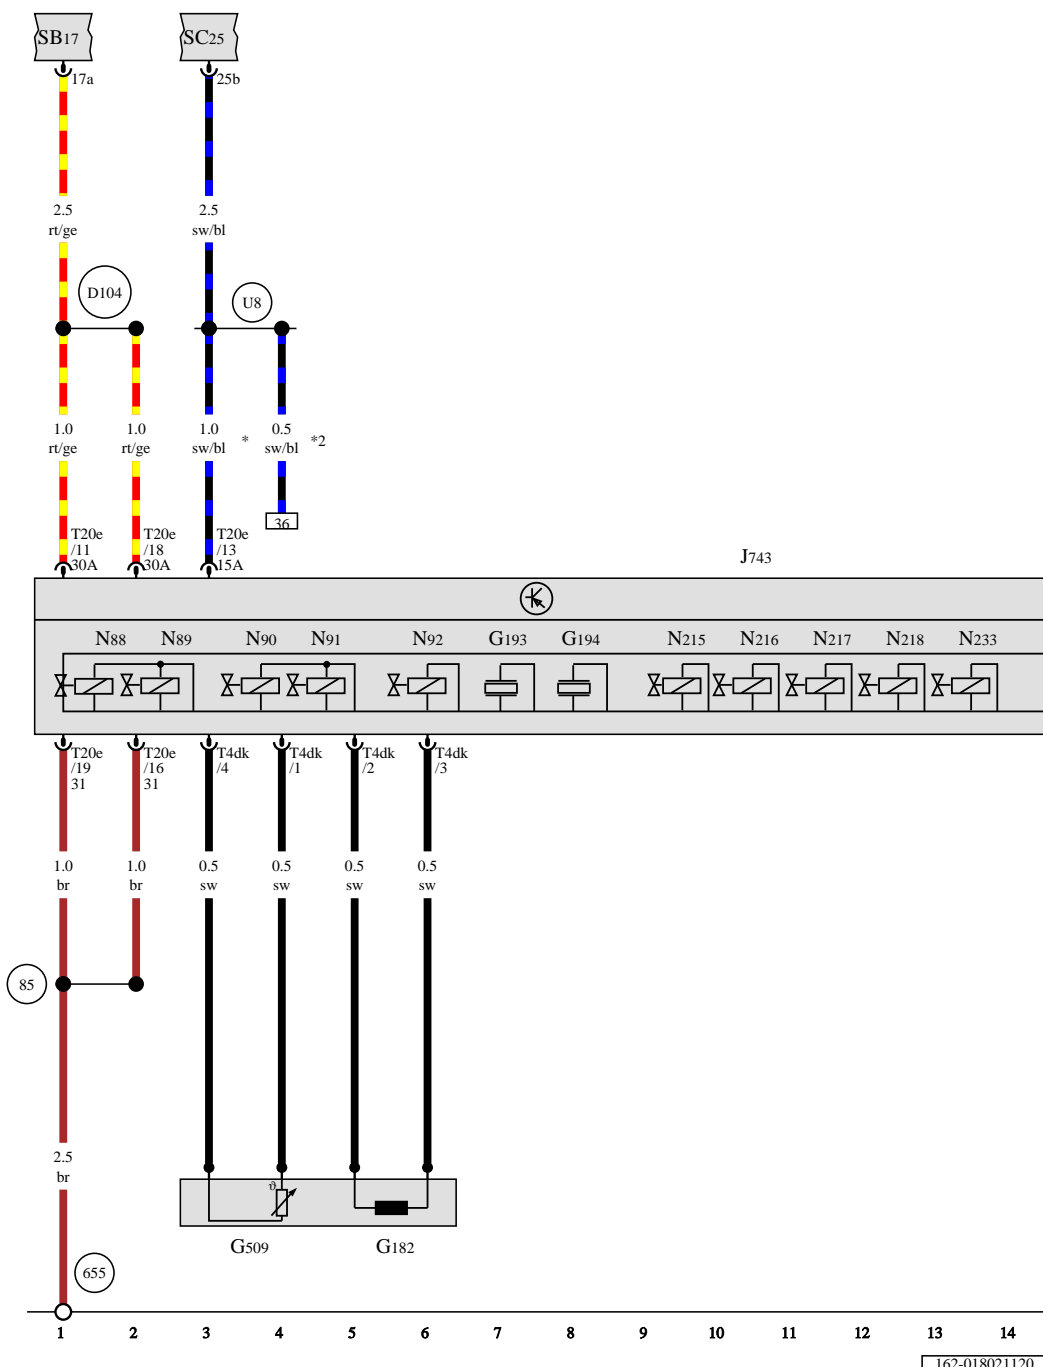 SB17 SC25
17a 25b
2.5 2.5
rt/ge sw/bl
D104 U8
1.0 1.0 1.0 * 0.5 *2
rt/ge rt/ge sw/bl sw/bl
36
T20e T20e T20e
/11 /18 /13
30A 30A 15A
J743
N88 N89 N90 N91 N92 G193 G194 N215 N216 N217 N218 N233
T20e T20e T4dk T4dk T4dk T4dk
/19 /16 /4 /1 /2 /3
31 31
1.0 1.0 0.5 0.5 0.5 0.5
br br sw sw sw sw
85
2.5
br
ϑ
G509 G182
655
1 2 3 4 5 6 7 8 9 10 11 12 13 14
162-018021120